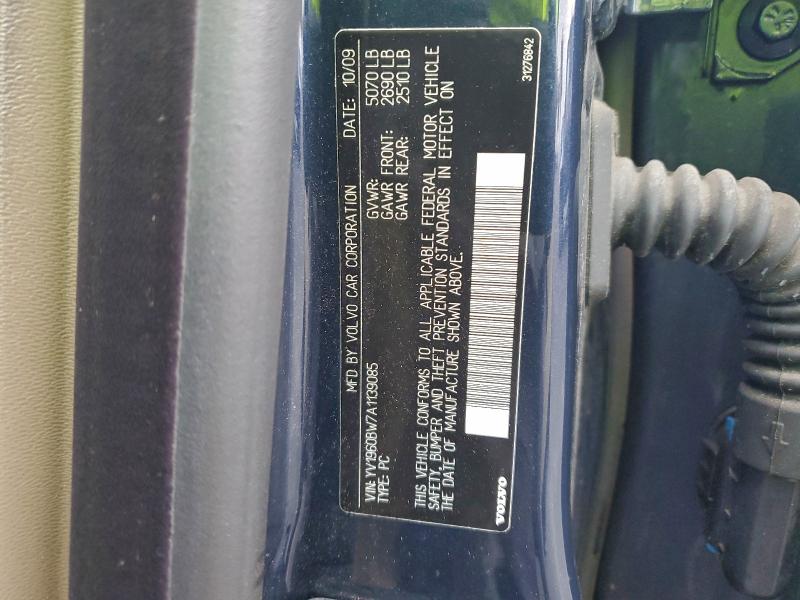 MFD BY VOLVO CAR CORPORATION DATE: 10/09
VIN: YV1960BW7A1139085 GVWR: 5070 LB
TYPE: PC GAWR FRONT: 2690 LB
GAWR REAR: 2510 LB
THIS VEHICLE CONFORMS TO ALL APPLICABLE FEDERAL MOTOR VEHICLE
SAFETY, BUMPER AND THEFT PREVENTION STANDARDS IN EFFECT ON
THE DATE OF MANUFACTURE SHOWN ABOVE.
VOLVO 31276842